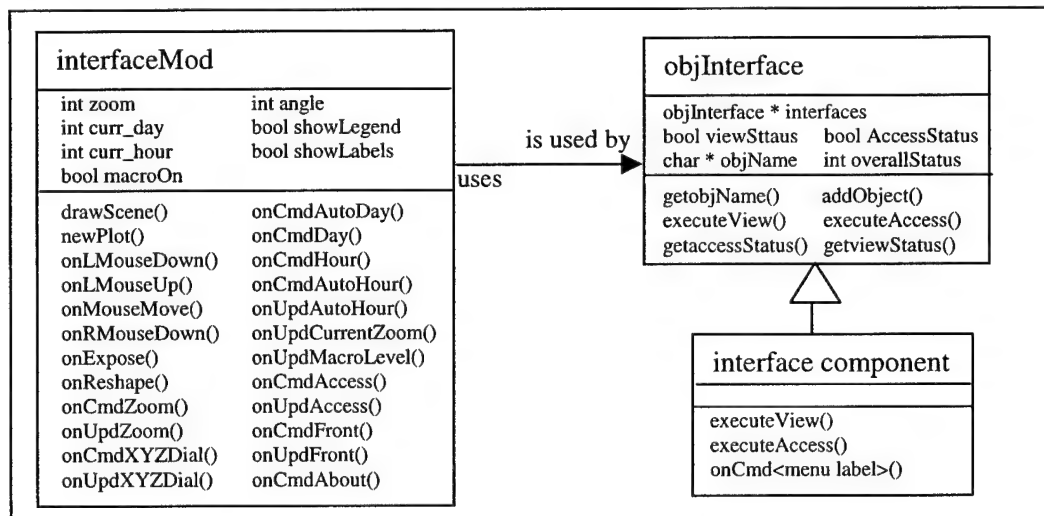 interfaceMod
int zoom int angle
int curr_day bool showLegend
int curr_hour bool showLabels
bool macroOn
drawScene() onCmdAutoDay()
newPlot() onCmdDay()
onLMouseDown() onCmdHour()
onLMouseUp() onCmdAutoHour()
onMouseMove() onUpdAutoHour()
onRMouseDown() onUpdCurrentZoom()
onExpose() onUpdMacroLevel()
onReshape() onCmdAccess()
onCmdZoom() onUpdAccess()
onUpdZoom() onCmdFront()
onCmdXYZDial() onUpdFront()
onUpdXYZDial() onCmdAbout()
is used by
uses
objInterface
objInterface * interfaces
bool viewSttaus bool AccessStatus
char * objName int overallStatus
getobjName() addObject()
executeView() executeAccess()
getaccessStatus() getviewStatus()
interface component
executeView()
executeAccess()
onCmd<menu label>()